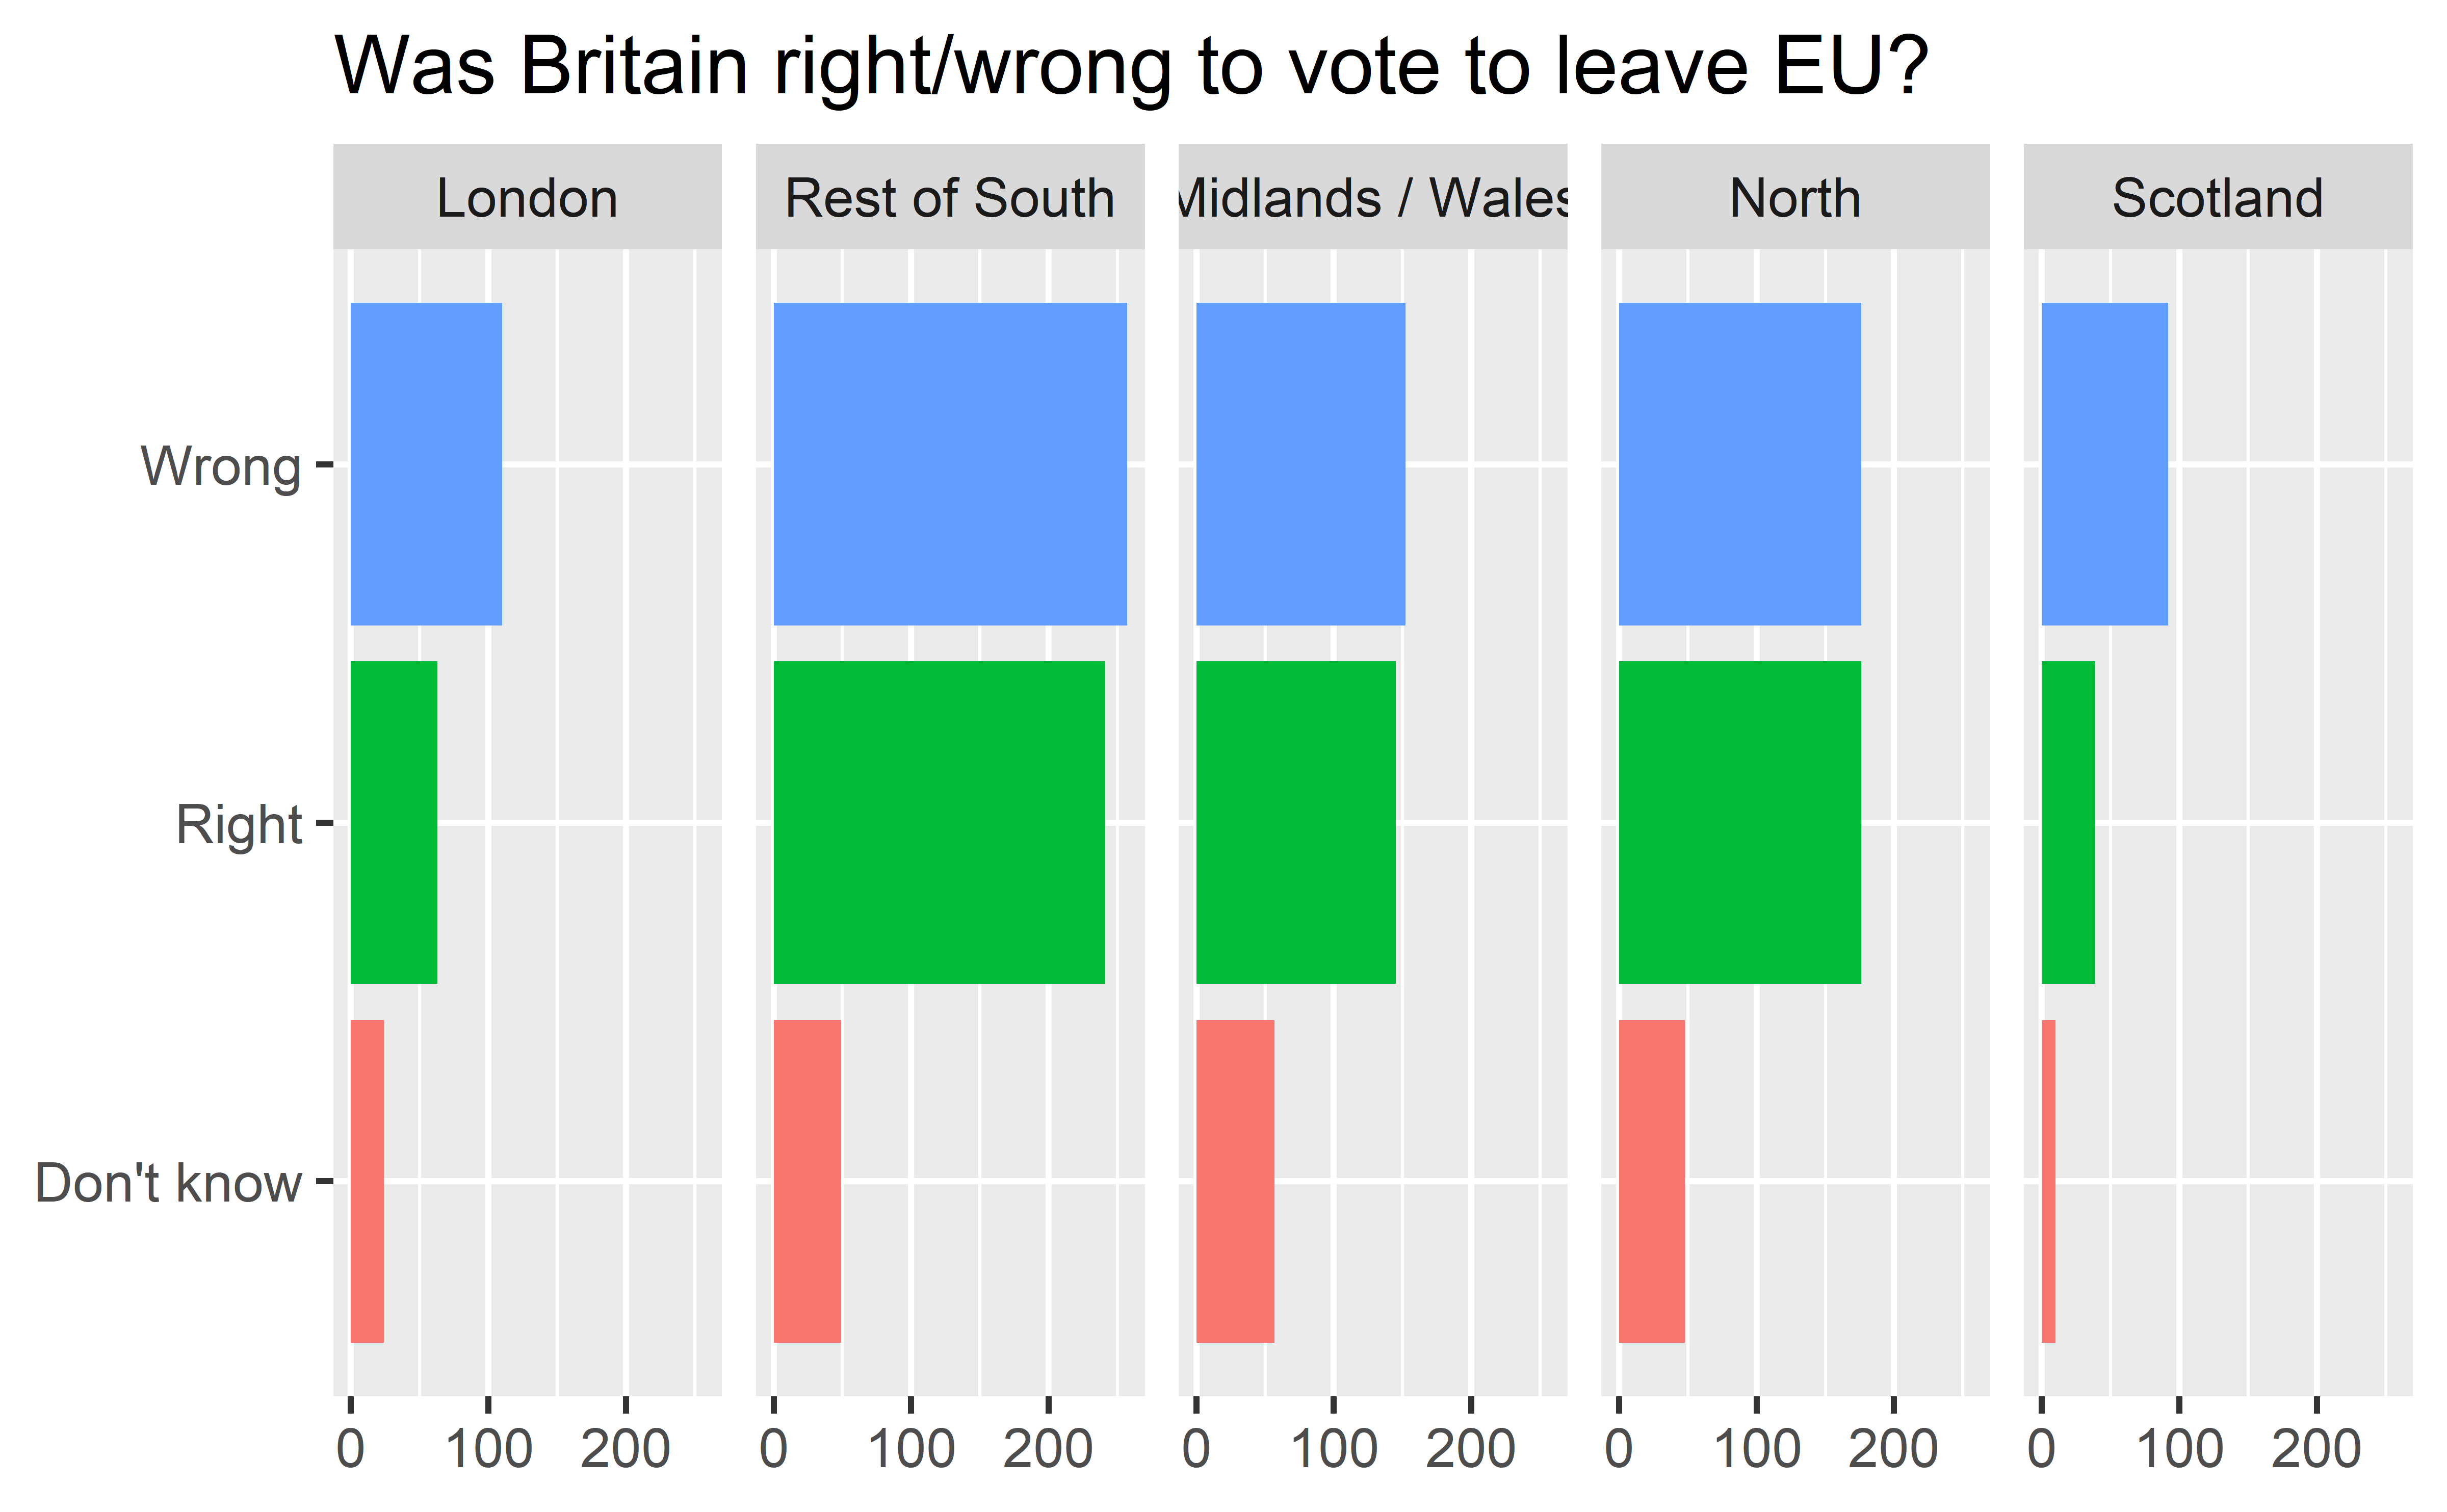 Was Britain right/wrong to vote to leave EU?
London Rest of South Midlands / Wales North Scotland
Wrong
Right
Don't know
0 100 200 0 100 200 0 100 200 0 100 200 0 100 200